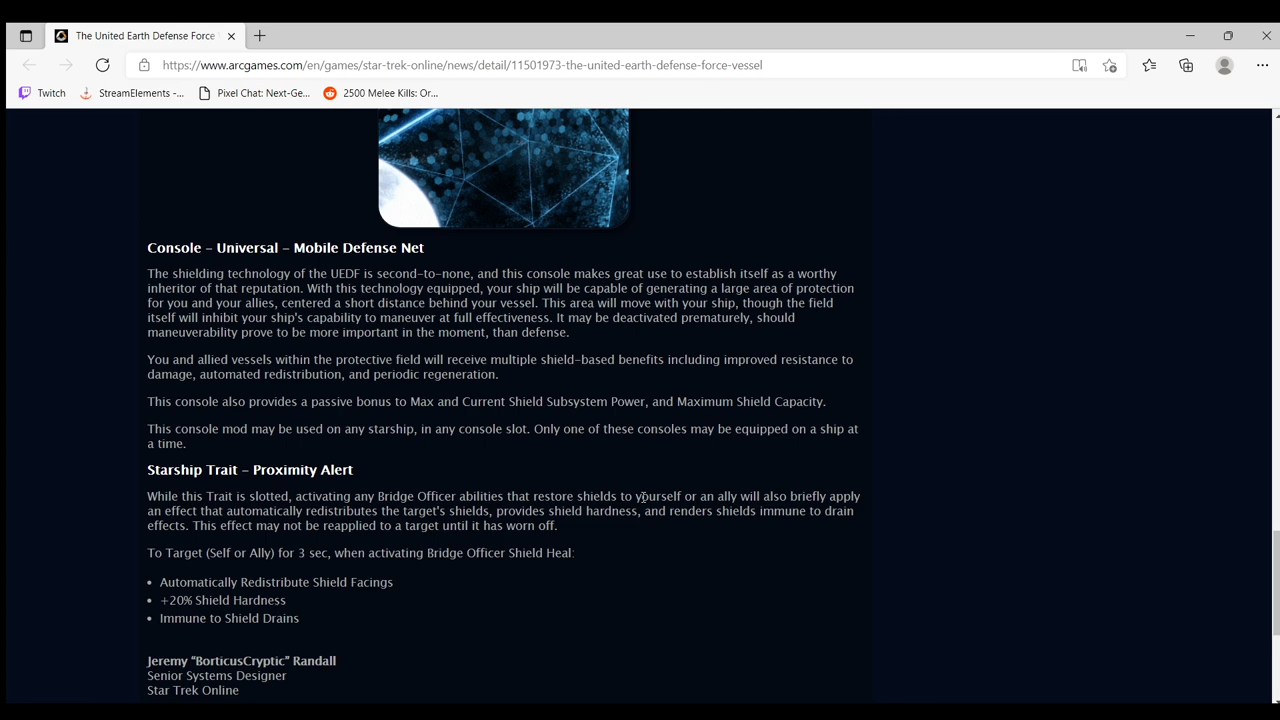 The United Earth Defense Force
https://www.arcgames.com/en/games/star-trek-online/news/detail/11501973-the-united-earth-defense-force-vessel
Twitch StreamElements -... Pixel Chat: Next-Ge... 2500 Melee Kills: Or...
Console – Universal – Mobile Defense Net
The shielding technology of the UEDF is second-to-none, and this console makes great use to establish itself as a worthy
inheritor of that reputation. With this technology equipped, your ship will be capable of generating a large area of protection
for you and your allies, centered a short distance behind your vessel. This area will move with your ship, though the field
itself will inhibit your ship's capability to maneuver at full effectiveness. It may be deactivated prematurely, should
maneuverability prove to be more important in the moment, than defense.
You and allied vessels within the protective field will receive multiple shield-based benefits including improved resistance to
damage, automated redistribution, and periodic regeneration.
This console also provides a passive bonus to Max and Current Shield Subsystem Power, and Maximum Shield Capacity.
This console mod may be used on any starship, in any console slot. Only one of these consoles may be equipped on a ship at
a time.
Starship Trait – Proximity Alert
While this Trait is slotted, activating any Bridge Officer abilities that restore shields to yourself or an ally will also briefly apply
an effect that automatically redistributes the target's shields, provides shield hardness, and renders shields immune to drain
effects. This effect may not be reapplied to a target until it has worn off.
To Target (Self or Ally) for 3 sec, when activating Bridge Officer Shield Heal:
• Automatically Redistribute Shield Facings
• +20% Shield Hardness
• Immune to Shield Drains
Jeremy “BorticusCryptic” Randall
Senior Systems Designer
Star Trek Online